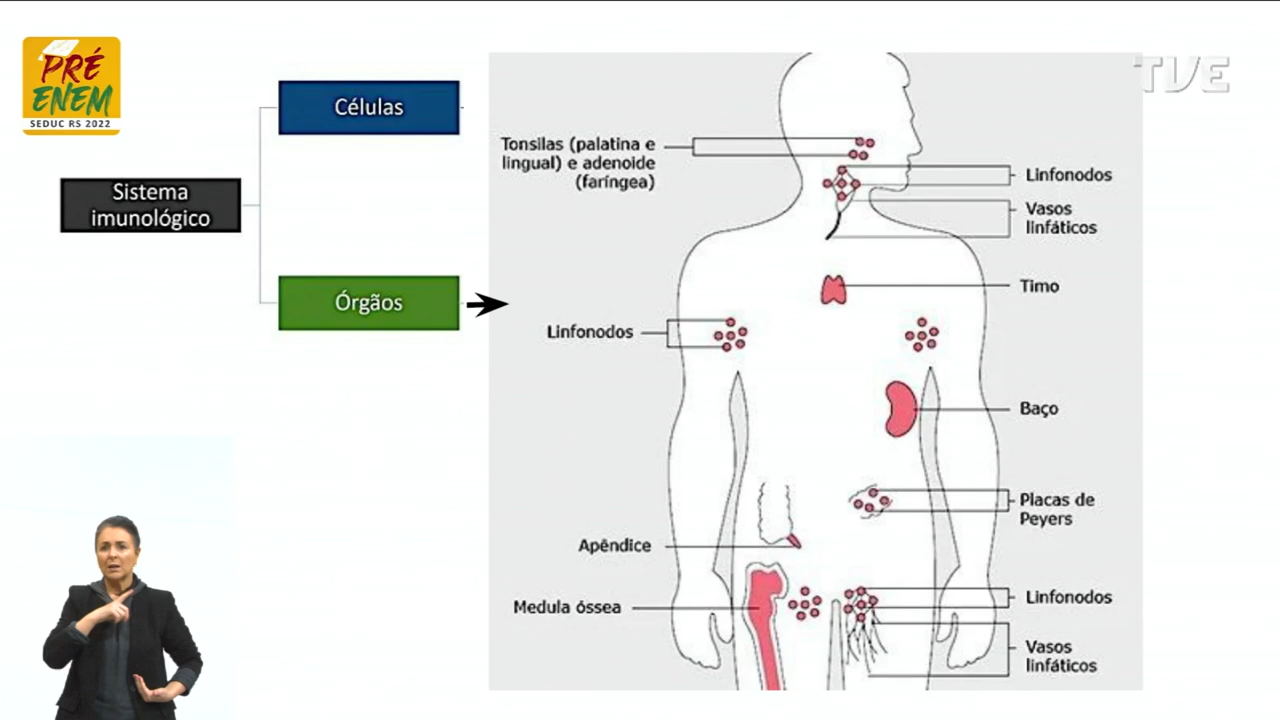 PRÉ
ENEM
SEDUC RS 2022
TVE
Células
Sistema
imunológico
Órgãos
Tonsilas (palatina e
lingual) e adenoide
(faríngea)
Linfonodos
Vasos
linfáticos
Timo
Linfonodos
Baço
Placas de
Peyers
Apêndice
Medula óssea
Linfonodos
Vasos
linfáticos